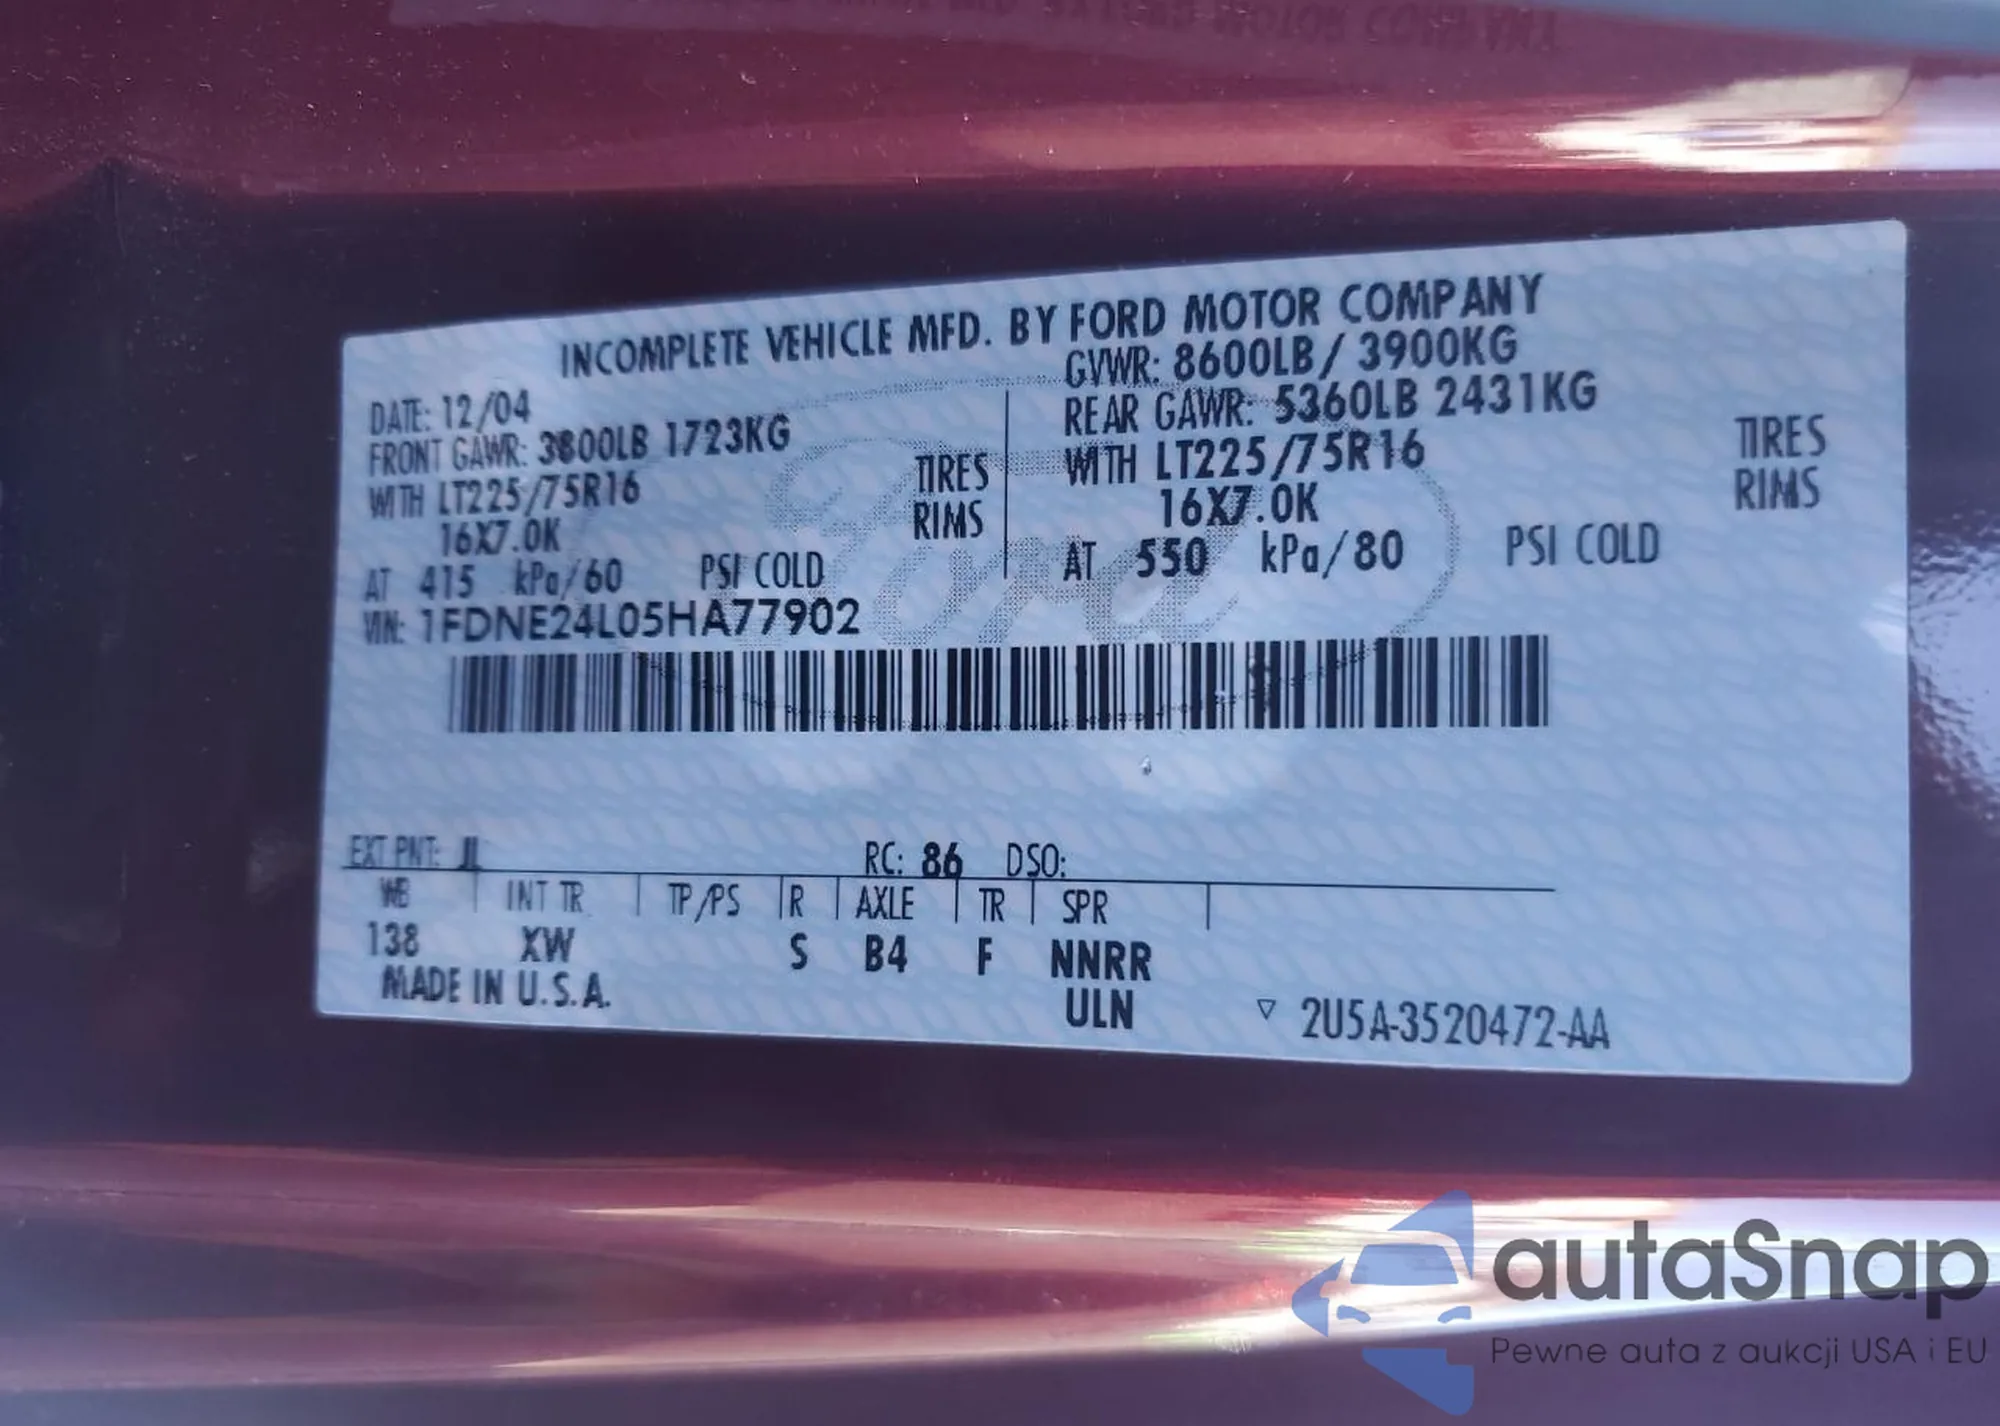 INCOMPLETE VEHICLE MFD. BY FORD MOTOR COMPANY
DATE: 12/04
GVWR: 8600LB / 3900KG
FRONT GAWR: 3800LB 1723KG
REAR GAWR: 5360LB 2431KG
WITH LT225/75R16 TIRES
WITH LT225/75R16 TIRES
16X7.0K RIMS
16X7.0K RIMS
AT 415 kPa/60 PSI COLD
AT 550 kPa/80 PSI COLD
VIN: 1FDNE24L05HA77902
Ford
EXT PNT: JL RC: 86 DSO:
WB INT TR TP/PS R AXLE TR SPR
138 XW S B4 F NNRR
MADE IN U.S.A. ULN
▽ 2U5A-3520472-AA
autaSnap
Pewne auta z aukcji USA i EU